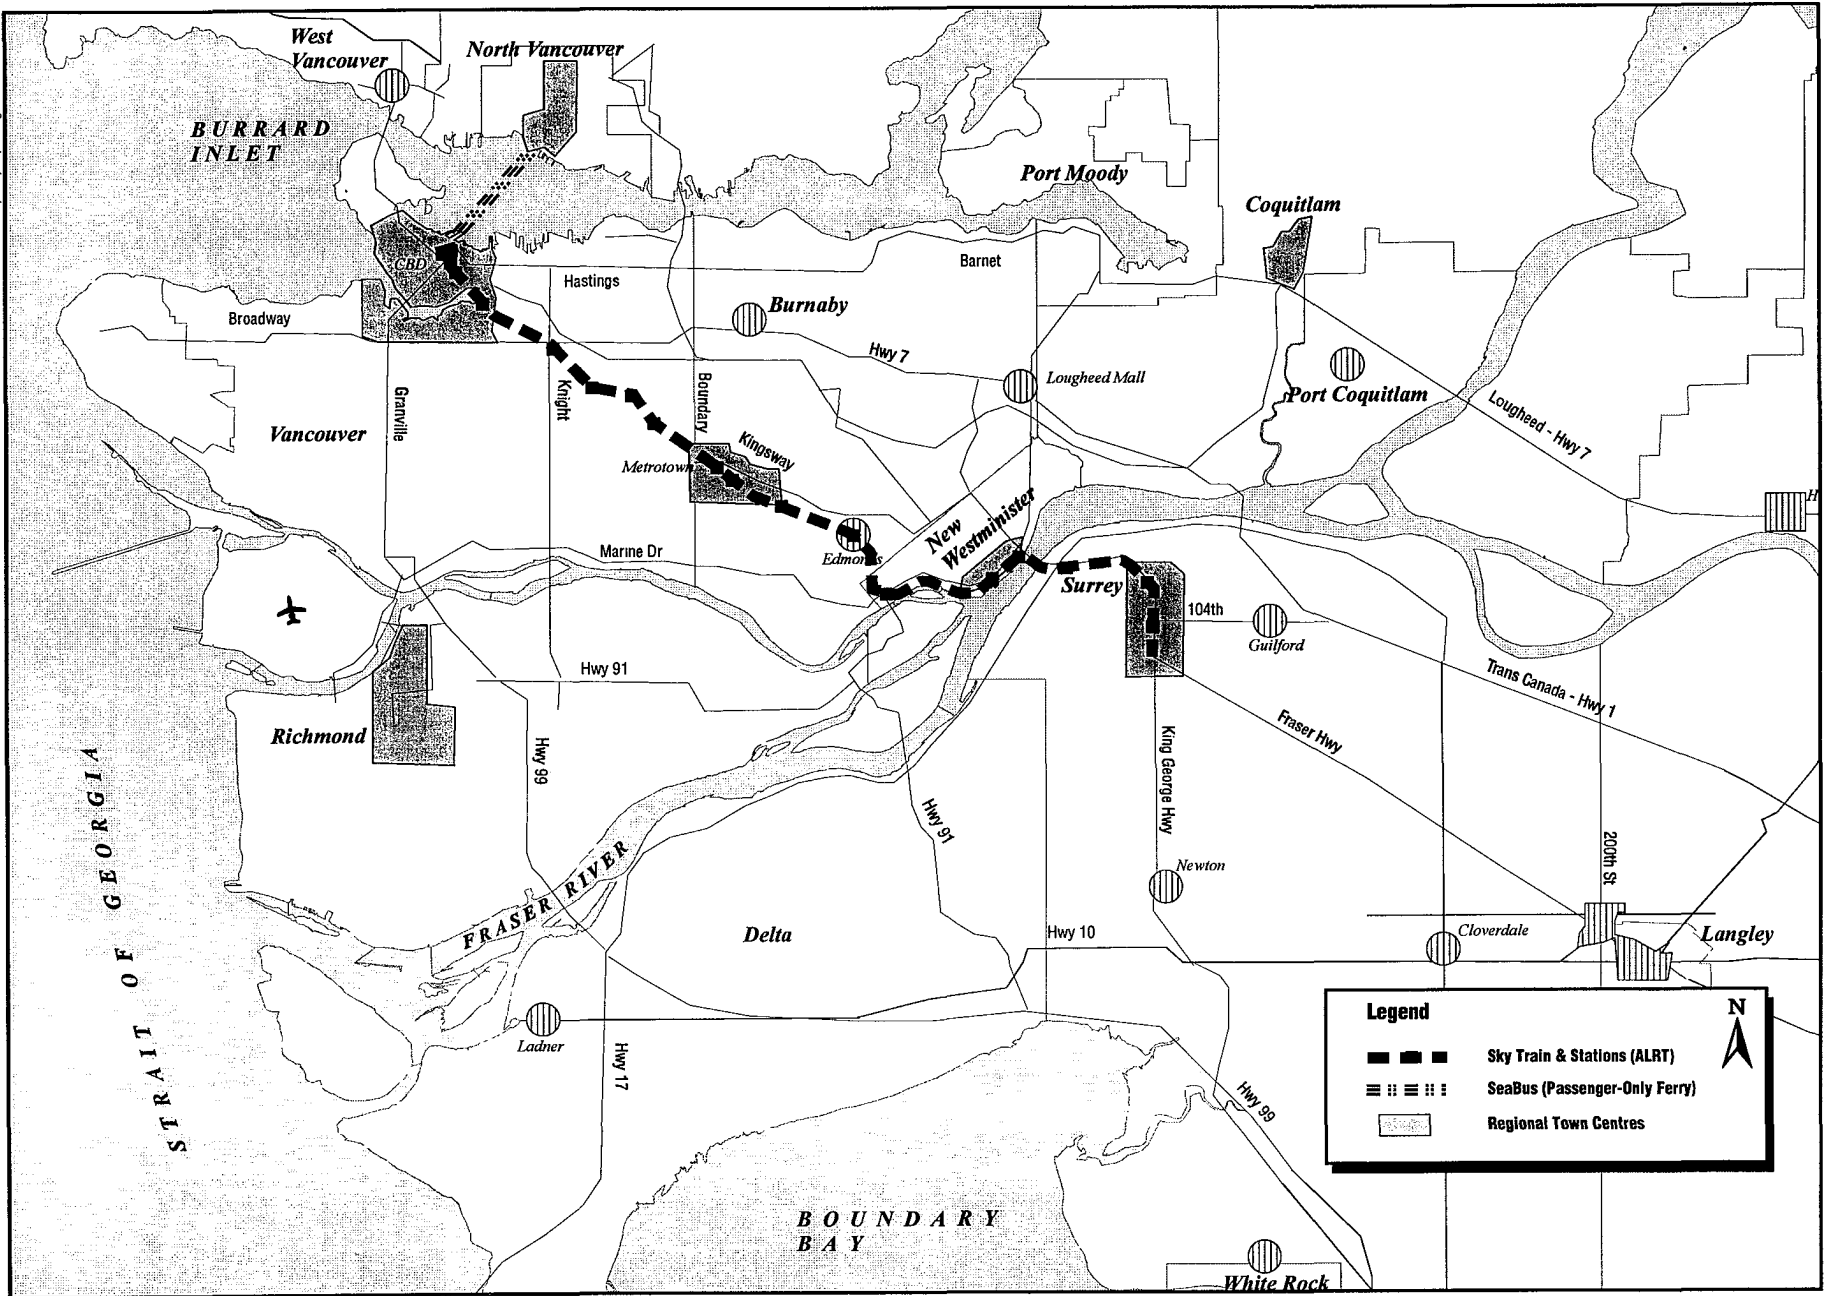 West
Vancouver
North Vancouver
BURRARD
INLET
Port Moody
Coquitlam
CBD
Hastings
Barnet
Broadway
Burnaby
Hwy 7
Lougheed Mall
Port Coquitlam
Granville
Knight
Boundary
Kingsway
Lougheed - Hwy 7
Vancouver
Metrotown
H
New
Westminister
Marine Dr
Edmonds
Surrey
104th
Guilford
Hwy 91
Trans Canada - Hwy 1
Richmond
Hwy 99
Fraser Hwy
King George Hwy
STRAIT OF GEORGIA
Hwy 91
200th St
FRASER RIVER
Newton
Delta
Hwy 10
Cloverdale
Langley
Ladner
Hwy 17
Hwy 99
Legend
N
Sky Train & Stations (ALRT)
SeaBus (Passenger-Only Ferry)
Regional Town Centres
BOUNDARY
BAY
White Rock